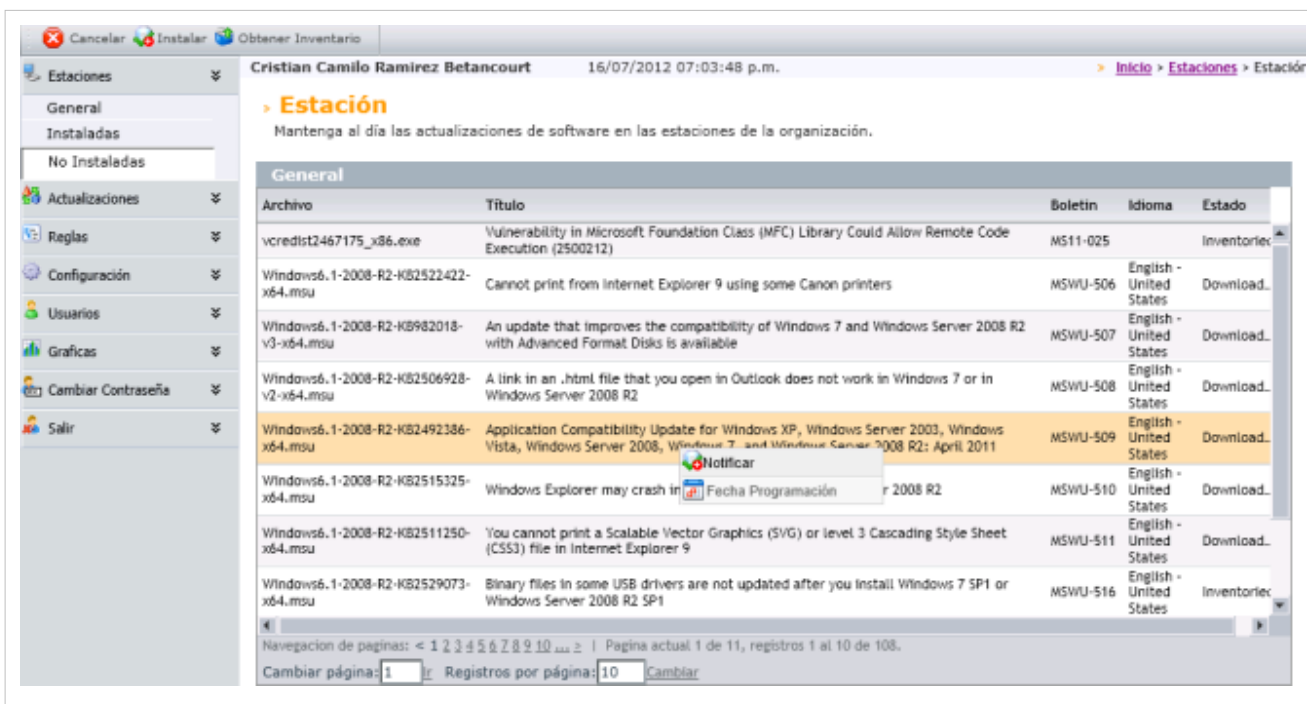 Cancelar Instalar Obtener Inventario
Estaciones
General
Instaladas
No Instaladas
Actualizaciones
Reglas
Configuración
Usuarios
Graficas
Cambiar Contraseña
Salir
Cristian Camilo Ramirez Betancourt 16/07/2012 07:03:48 p.m. » Inicio > Estaciones > Estación
» Estación
Mantenga al día las actualizaciones de software en las estaciones de la organización.
General
Archivo Título Boletin Idioma Estado
vcredist2467175_x86.exe
Vulnerability in Microsoft Foundation Class (MFC) Library Could Allow Remote Code
Execution (2500212)
MS11-025
Inventoried
Windows6.1-2008-R2-KB2522422-
x64.msu
Cannot print from Internet Explorer 9 using some Canon printers
MSWU-506
English -
United
States
Download...
Windows6.1-2008-R2-KB982018-
v3-x64.msu
An update that improves the compatibility of Windows 7 and Windows Server 2008 R2
with Advanced Format Disks is available
MSWU-507
English -
United
States
Download...
Windows6.1-2008-R2-KB2506928-
v2-x64.msu
A link in an .html file that you open in Outlook does not work in Windows 7 or in
Windows Server 2008 R2
MSWU-508
English -
United
States
Download...
Windows6.1-2008-R2-KB2492386-
x64.msu
Application Compatibility Update for Windows XP, Windows Server 2003, Windows
Vista, Windows Server 2008, Windows 7, and Windows Server 2008 R2: April 2011
MSWU-509
English -
United
States
Download...
Notificar
Fecha Programación
Windows6.1-2008-R2-KB2515325-
x64.msu
Windows Explorer may crash in r 2008 R2
MSWU-510
English -
United
States
Download...
Windows6.1-2008-R2-KB2511250-
x64.msu
You cannot print a Scalable Vector Graphics (SVG) or level 3 Cascading Style Sheet
(CSS3) file in Internet Explorer 9
MSWU-511
English -
United
States
Download...
Windows6.1-2008-R2-KB2529073-
x64.msu
Binary files in some USB drivers are not updated after you install Windows 7 SP1 or
Windows Server 2008 R2 SP1
MSWU-516
English -
United
States
Inventoried
Navegacion de paginas: < 1 2 3 4 5 6 7 8 9 10 ... > | Pagina actual 1 de 11, registros 1 al 10 de 108.
Cambiar página: 1 Ir Registros por página: 10 Cambiar